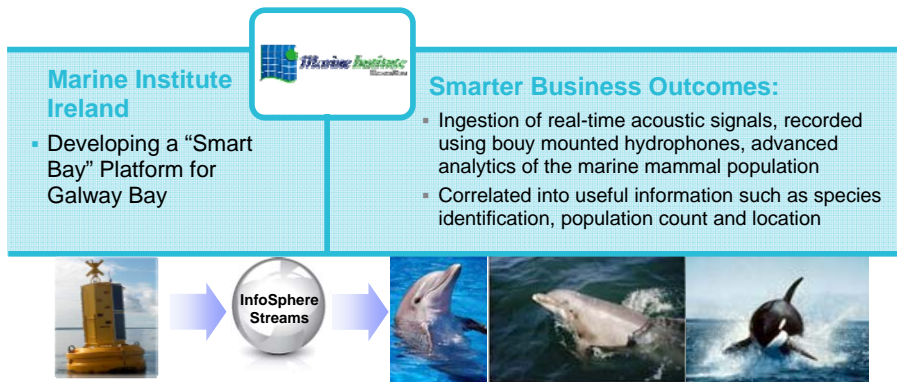 Marine Institute
Marine Institute
Ireland
Developing a “Smart
Bay” Platform for
Galway Bay
Smarter Business Outcomes:
Ingestion of real-time acoustic signals, recorded
using bouy mounted hydrophones, advanced
analytics of the marine mammal population
Correlated into useful information such as species
identification, population count and location
InfoSphere
Streams